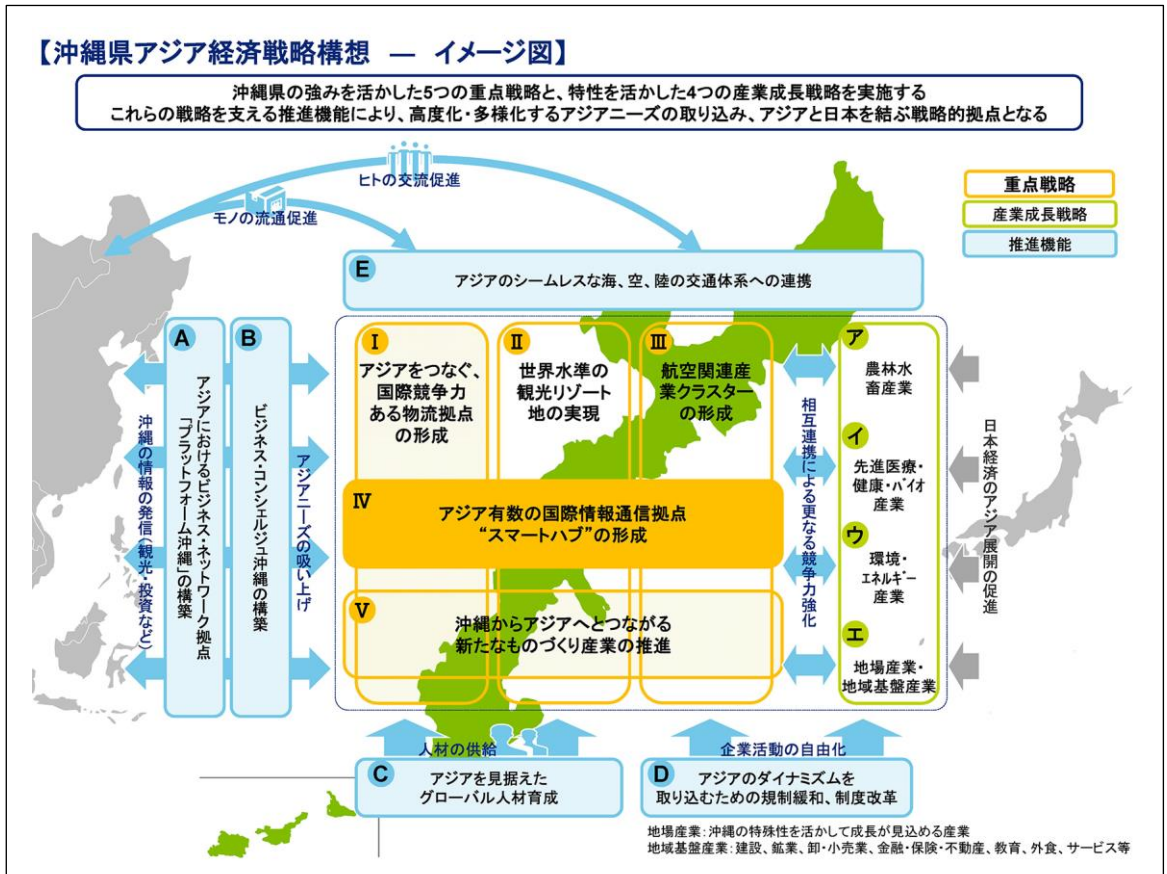 【沖縄県アジア経済戦略構想 ― イメージ図】
沖縄県の強みを活かした5つの重点戦略と、特性を活かした4つの産業成長戦略を実施する
これらの戦略を支える推進機能により、高度化・多様化するアジアニーズの取り込み、アジアと日本を結ぶ戦略的拠点となる
ヒトの交流促進
モノの流通促進
重点戦略
産業成長戦略
推進機能
E
アジアのシームレスな海、空、陸の交通体系への連携
沖縄の情報の発信(観光・投資など)
A
アジアにおけるビジネス・ネットワーク拠点
「プラットフォーム沖縄」の構築
B
ビジネス・コンシェルジュ沖縄の構築
アジアニーズの吸い上げ
Ⅰ
アジアをつなぐ、
国際競争力
ある物流拠点
の形成
Ⅱ
世界水準の
観光リゾート
地の実現
Ⅲ
航空関連産
業クラスター
の形成
Ⅳ
アジア有数の国際情報通信拠点
“スマートハブ”の形成
Ⅴ
沖縄からアジアへとつながる
新たなものづくり産業の推進
相互連携による更なる競争力強化
ア
農林水
畜産業
イ
先進医療・
健康・バイオ
産業
ウ
環境・
エネルギー
産業
エ
地場産業・
地域基盤産業
日本経済のアジア展開の促進
人材の供給
C
アジアを見据えた
グローバル人材育成
企業活動の自由化
D
アジアのダイナミズムを
取り込むための規制緩和、制度改革
地場産業:沖縄の特殊性を活かして成長が見込める産業
地域基盤産業:建設、鉱業、卸・小売業、金融・保険・不動産、教育、外食、サービス等